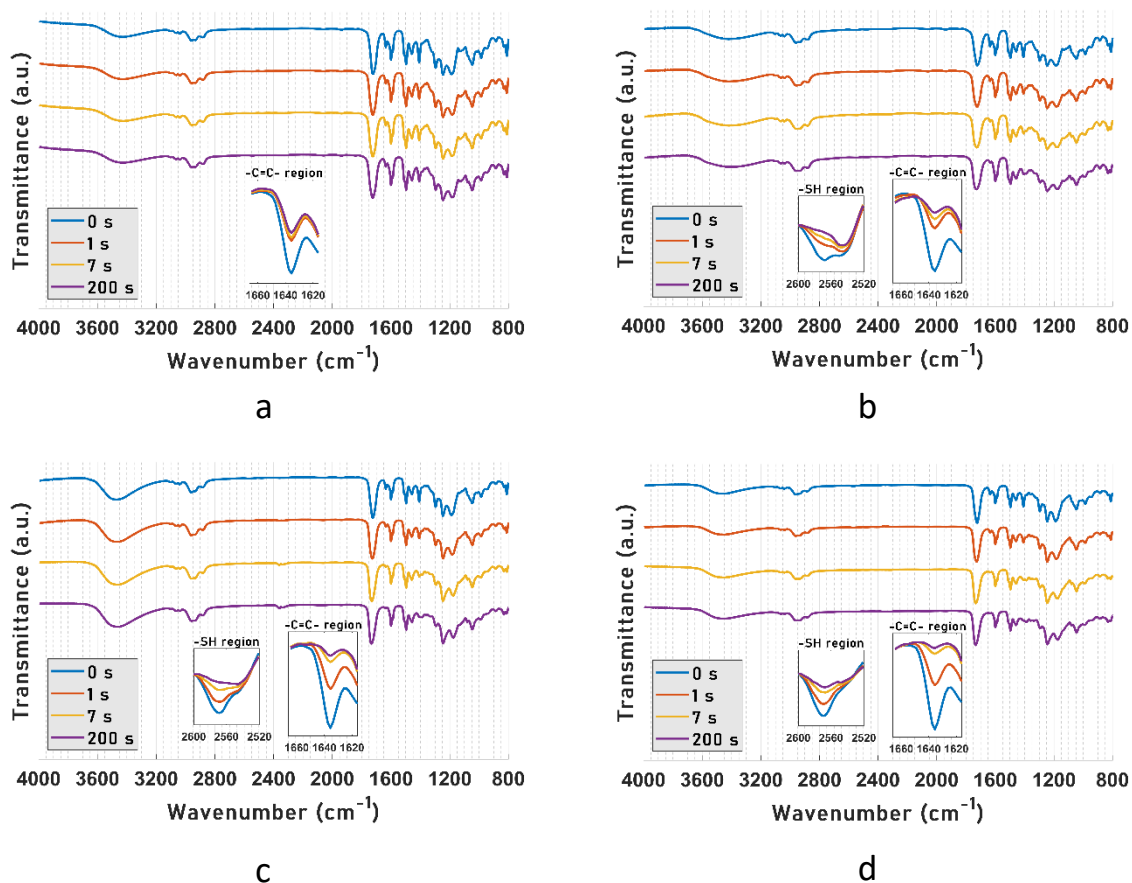 Transmittance (a.u.)
-C=C- region
0 s
1 s
7 s
200 s
1660 1640 1620
4000 3600 3200 2800 2400 2000 1600 1200 800
Wavenumber (cm⁻¹)
a
Transmittance (a.u.)
-SH region
-C=C- region
0 s
1 s
7 s
200 s
2600 2560 2520
1660 1640 1620
4000 3600 3200 2800 2400 2000 1600 1200 800
Wavenumber (cm⁻¹)
b
Transmittance (a.u.)
-SH region
-C=C- region
0 s
1 s
7 s
200 s
2600 2560 2520
1660 1640 1620
4000 3600 3200 2800 2400 2000 1600 1200 800
Wavenumber (cm⁻¹)
c
Transmittance (a.u.)
-SH region
-C=C- region
0 s
1 s
7 s
200 s
2600 2560 2520
1660 1640 1620
4000 3600 3200 2800 2400 2000 1600 1200 800
Wavenumber (cm⁻¹)
d